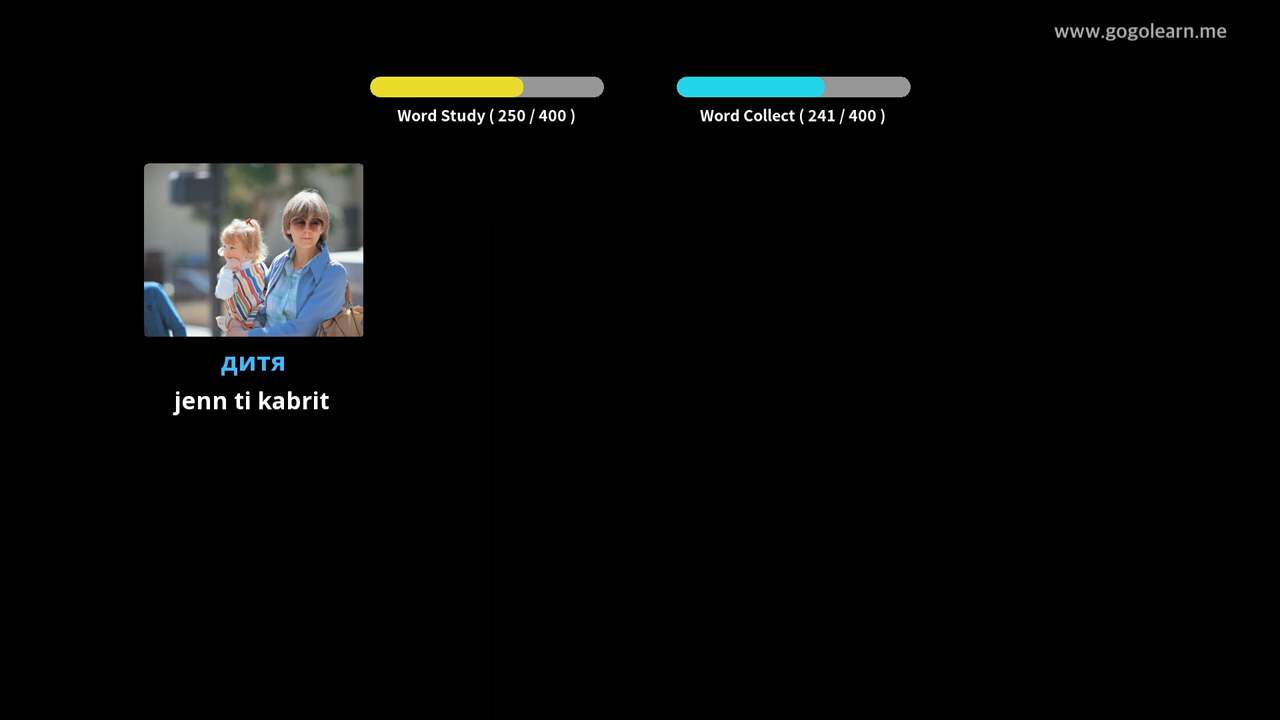 www.gogolearn.me
Word Study ( 250 / 400 )
Word Collect ( 241 / 400 )
дитя
jenn ti kabrit